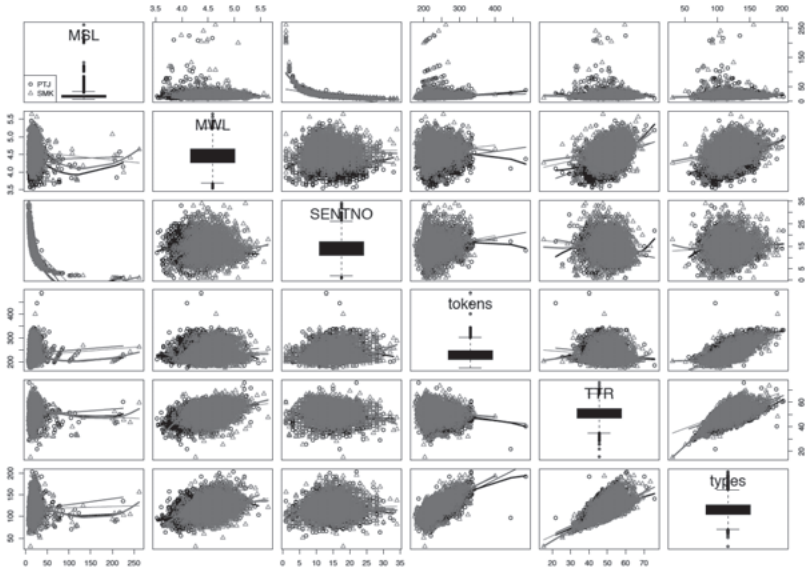 3.5 4.0 4.5 5.0 5.5
200 300 400
20 30 40 50 60 70
50 100 150 200
MSL
PTJ
SMK
0 50 150 250
MWL
3.5 4.0 4.5 5.0 5.5
SENTNO
0 5 15 25 35
tokens
200 300 400
TTR
20 40 60
types
50 100 150 200
0 50 100 150 200 250
0 5 10 15 20 25 30 35
20 30 40 50 60 70